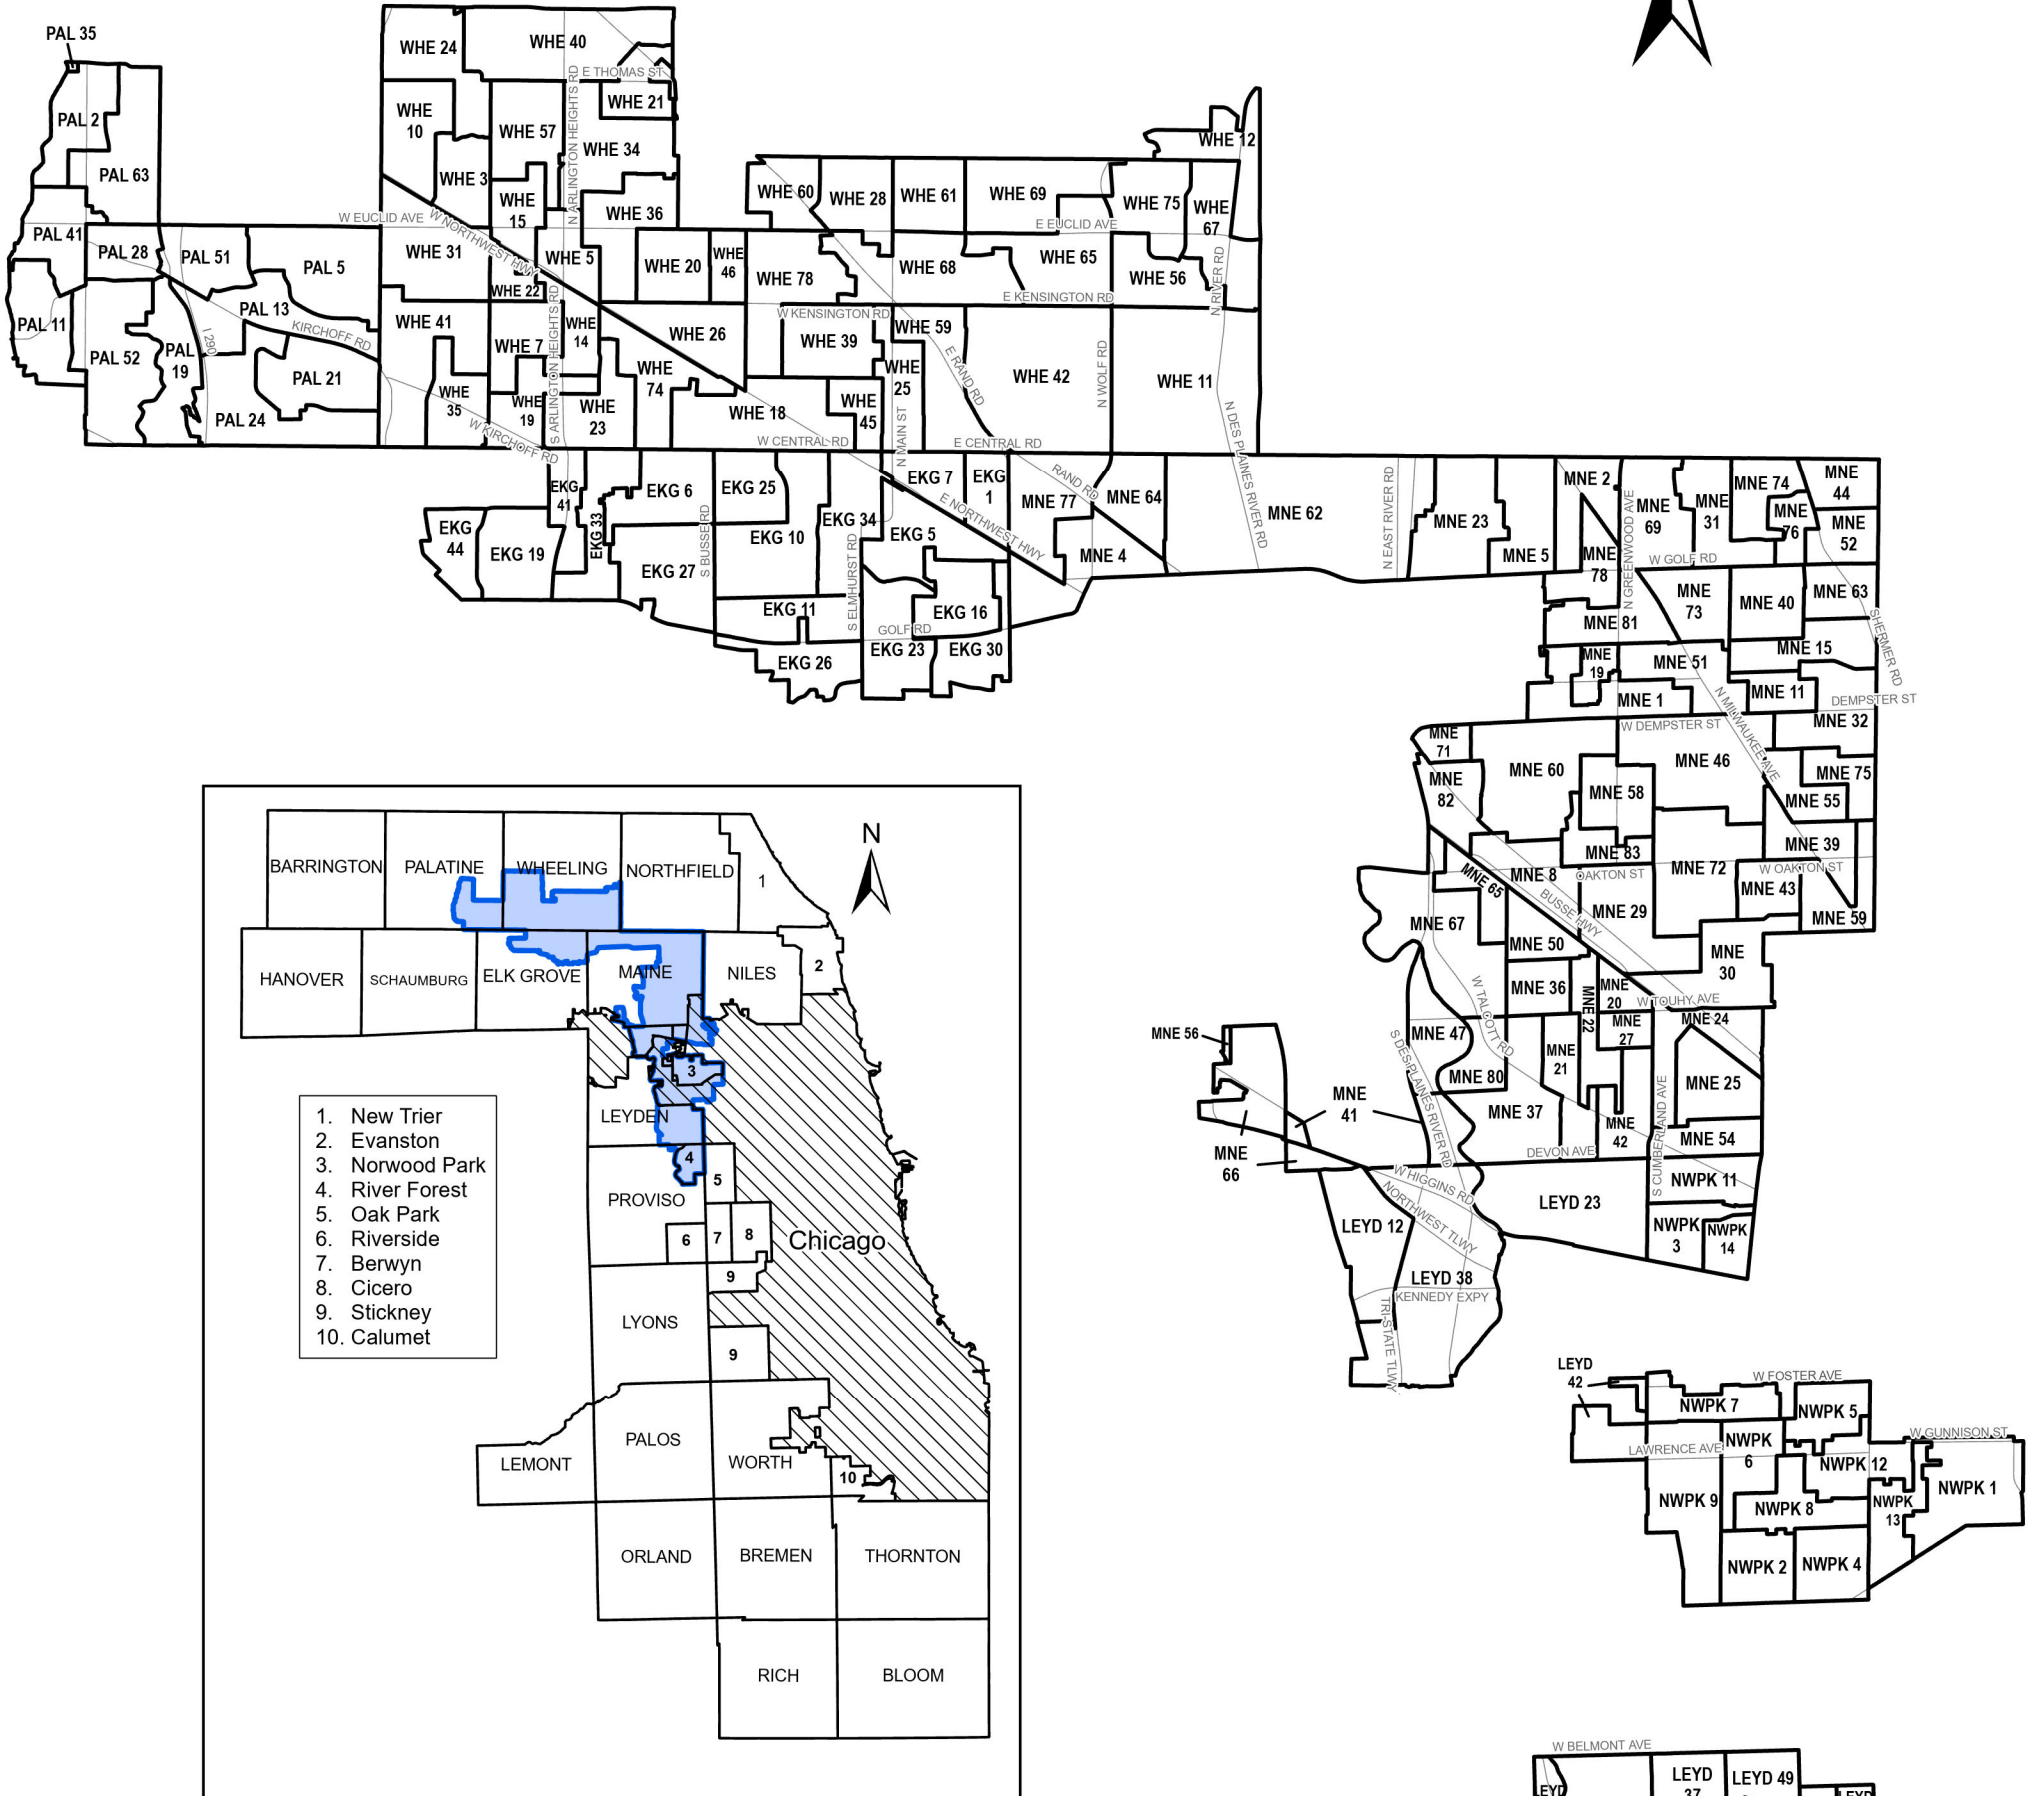 PAL 35
WHE 24
WHE 40
E THOMAS ST
WHE 21
WHE
10
WHE 57
N ARLINGTON HEIGHTS RD
WHE 34
PAL 2
PAL 63
WHE 3
WHE
15
WHE 36
WHE 12
WHE 60
WHE 28
WHE 61
WHE 69
WHE 75
WHE
67
W EUCLID AVE
W NORTHWEST HWY
E EUCLID AVE
PAL 41
PAL 28
PAL 51
PAL 5
WHE 31
WHE 5
WHE 20
WHE
46
WHE 78
WHE 68
WHE 65
WHE 56
N RIVER RD
WHE 22
E KENSINGTON RD
W KENSINGTON RD
PAL 11
PAL 13
KIRCHOFF RD
I 290
WHE 41
WHE
14
WHE 7
S ARLINGTON HEIGHTS RD
WHE 26
WHE 39
WHE 59
PAL 52
PAL
19
PAL 21
PAL 24
WHE
35
WHE
19
WHE
23
WHE
74
WHE 18
WHE
45
WHE
25
E RAND RD
WHE 42
N WOLF RD
WHE 11
N MAIN ST
W KIRCHOFF RD
W CENTRAL RD
E CENTRAL RD
N DES PLAINES RIVER RD
EKG
44
EKG 19
EKG
41
EKG 33
EKG 6
EKG 25
EKG 27
S BUSSE RD
EKG 10
EKG 34
EKG 7
EKG
1
EKG 5
E NORTHWEST HWY
RAND RD
MNE 77
MNE 64
MNE 4
MNE 62
N EAST RIVER RD
MNE 23
MNE 5
MNE 2
MNE
78
N GREENWOOD AVE
MNE
69
MNE
31
MNE 74
MNE
76
MNE
44
MNE
52
W GOLF RD
EKG 11
S ELMHURST RD
EKG 16
GOLF RD
EKG 26
EKG 23
EKG 30
MNE 81
MNE
73
MNE 40
MNE 63
SHERMER RD
MNE
19
MNE 51
MNE 15
MNE 1
N MILWAUKEE AVE
MNE 11
DEMPSTER ST
W DEMPSTER ST
MNE 32
MNE
71
MNE
82
MNE 60
MNE 58
MNE 46
MNE 75
MNE 55
MNE 83
MNE 39
MNE 65
MNE 8
OAKTON ST
BUSSE HWY
MNE 29
MNE 72
W OAKTON ST
MNE 43
MNE 59
MNE 67
MNE 50
MNE
30
W TALCOTT RD
MNE 36
MNE 22
MNE
20
W TOUHY AVE
MNE 24
MNE 56
MNE 47
S DESPLAINES RIVER RD
MNE 80
MNE
21
MNE
27
MNE 25
MNE
41
MNE 37
MNE
42
S CUMBERLAND AVE
MNE 54
MNE
66
DEVON AVE
W HIGGINS RD
NORTHWEST TLWY
NWPK 11
LEYD 12
LEYD 23
NWPK
3
NWPK
14
LEYD 38
KENNEDY EXPY
TRI-STATE TLWY
LEYD
42
W FOSTER AVE
NWPK 7
NWPK 5
W GUNNISON ST
LAWRENCE AVE
NWPK
6
NWPK 12
NWPK 9
NWPK 8
NWPK
13
NWPK 1
NWPK 2
NWPK 4
W BELMONT AVE
LEYD
LEYD
37
LEYD 49
LEYD
N
BARRINGTON
PALATINE
WHEELING
NORTHFIELD
1
HANOVER
SCHAUMBURG
ELK GROVE
MAINE
NILES
2
3
LEYDEN
4
5
PROVISO
6
7
8
Chicago
9
LYONS
9
PALOS
LEMONT
WORTH
10
ORLAND
BREMEN
THORNTON
RICH
BLOOM
1. New Trier
2. Evanston
3. Norwood Park
4. River Forest
5. Oak Park
6. Riverside
7. Berwyn
8. Cicero
9. Stickney
10. Calumet